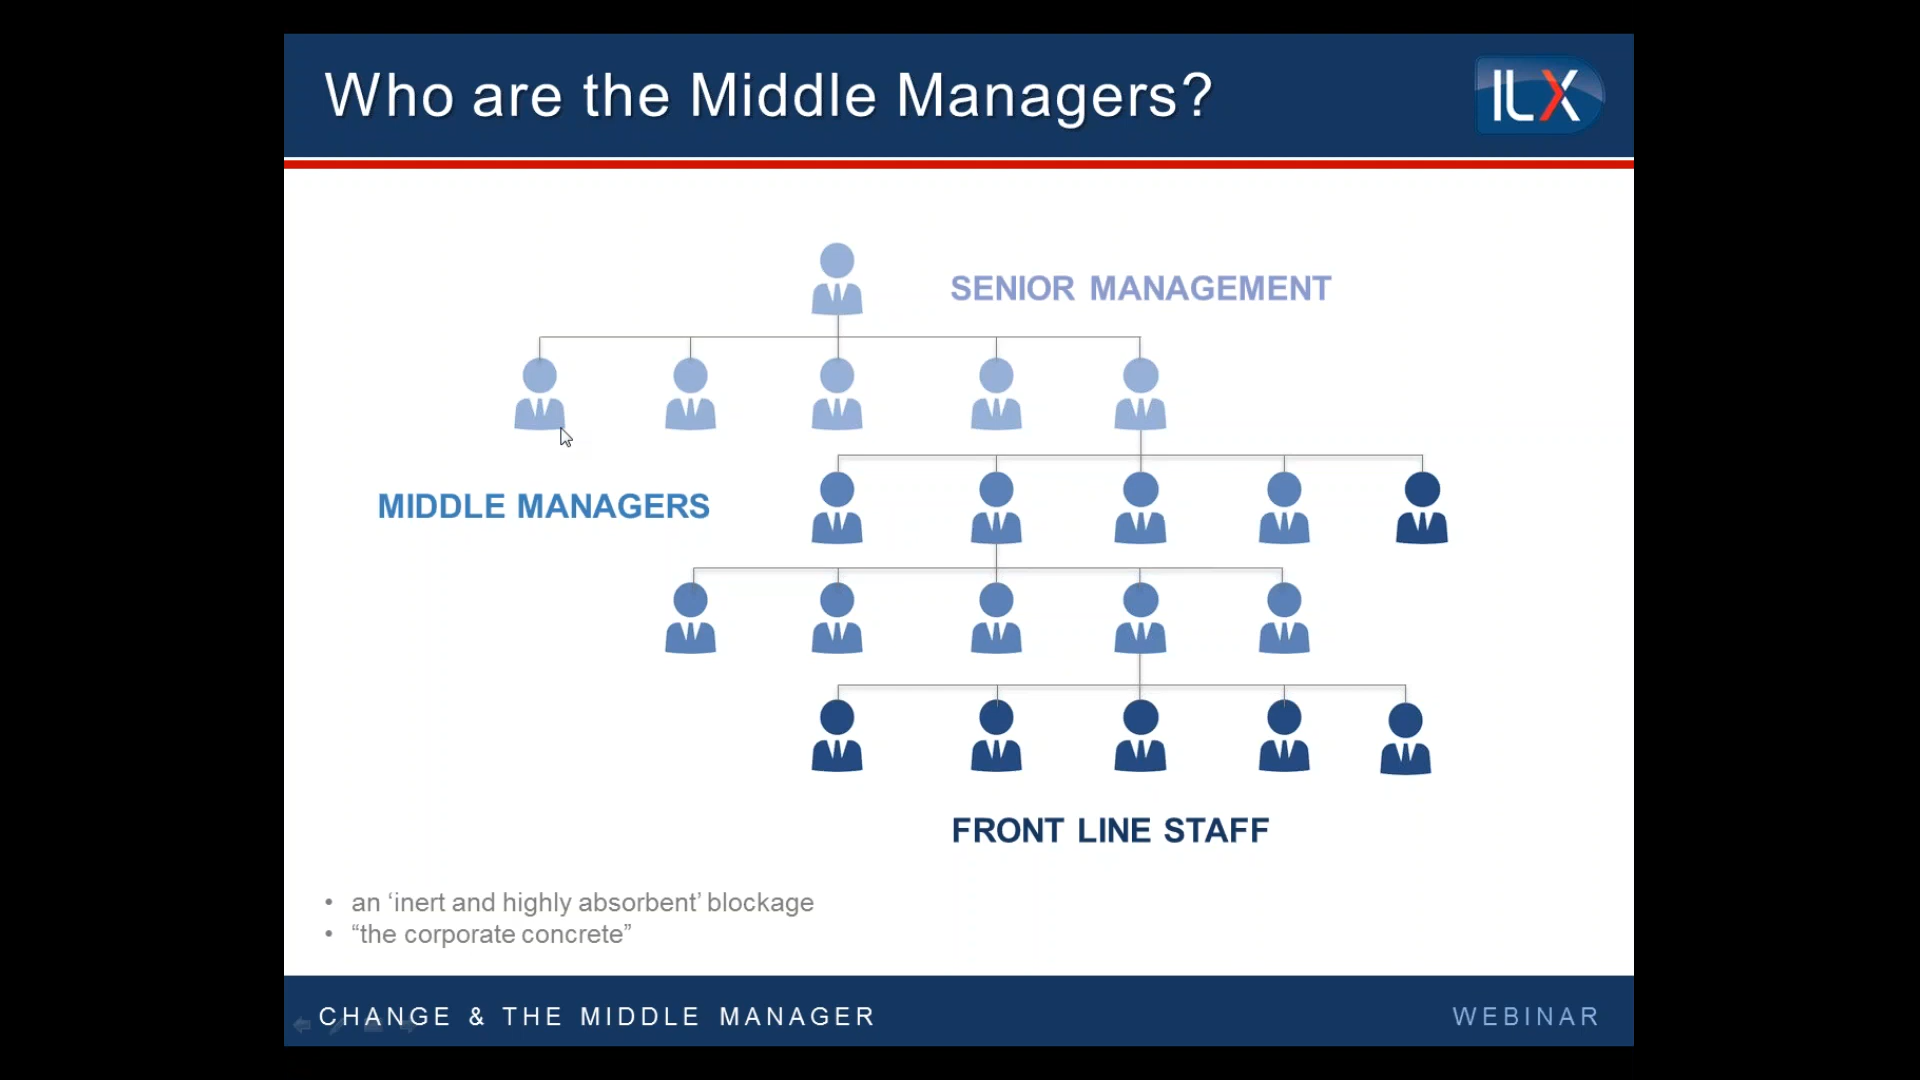 Who are the Middle Managers?
ILX
SENIOR MANAGEMENT
MIDDLE MANAGERS
FRONT LINE STAFF
• an ‘inert and highly absorbent’ blockage
• “the corporate concrete”
CHANGE & THE MIDDLE MANAGER
WEBINAR